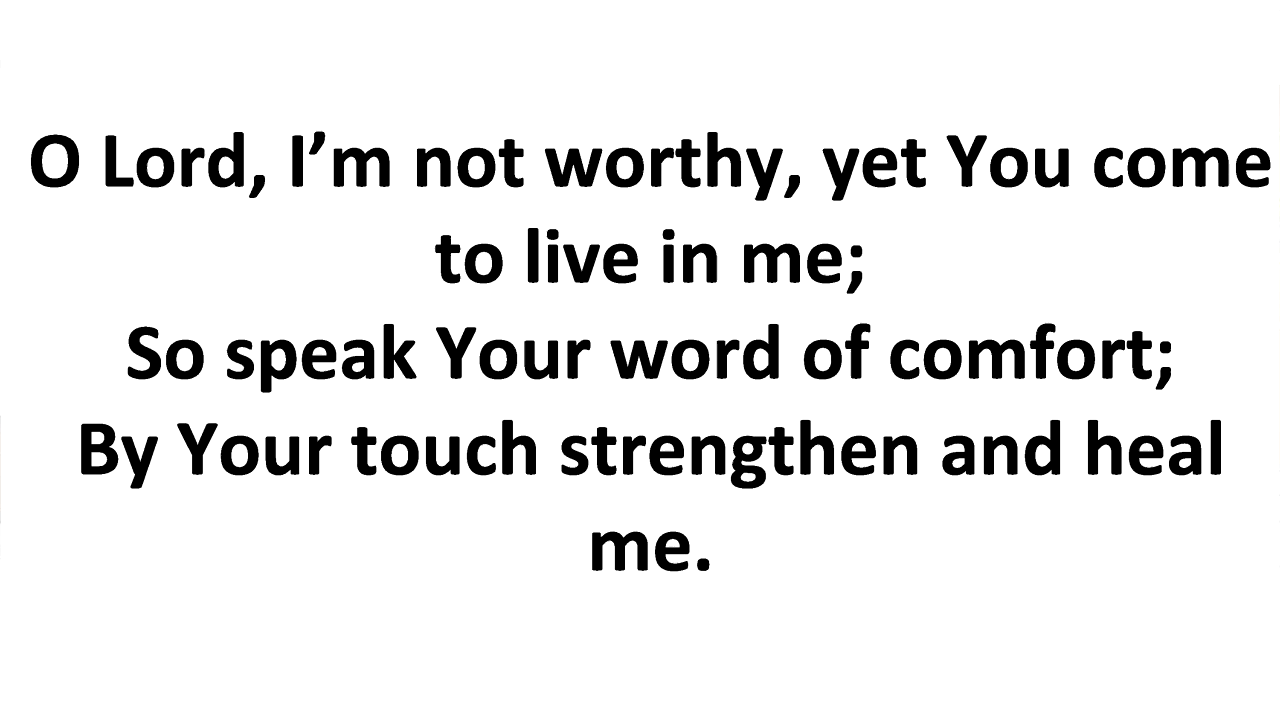 O Lord, I’m not worthy, yet You come
to live in me;
So speak Your word of comfort;
By Your touch strengthen and heal
me.